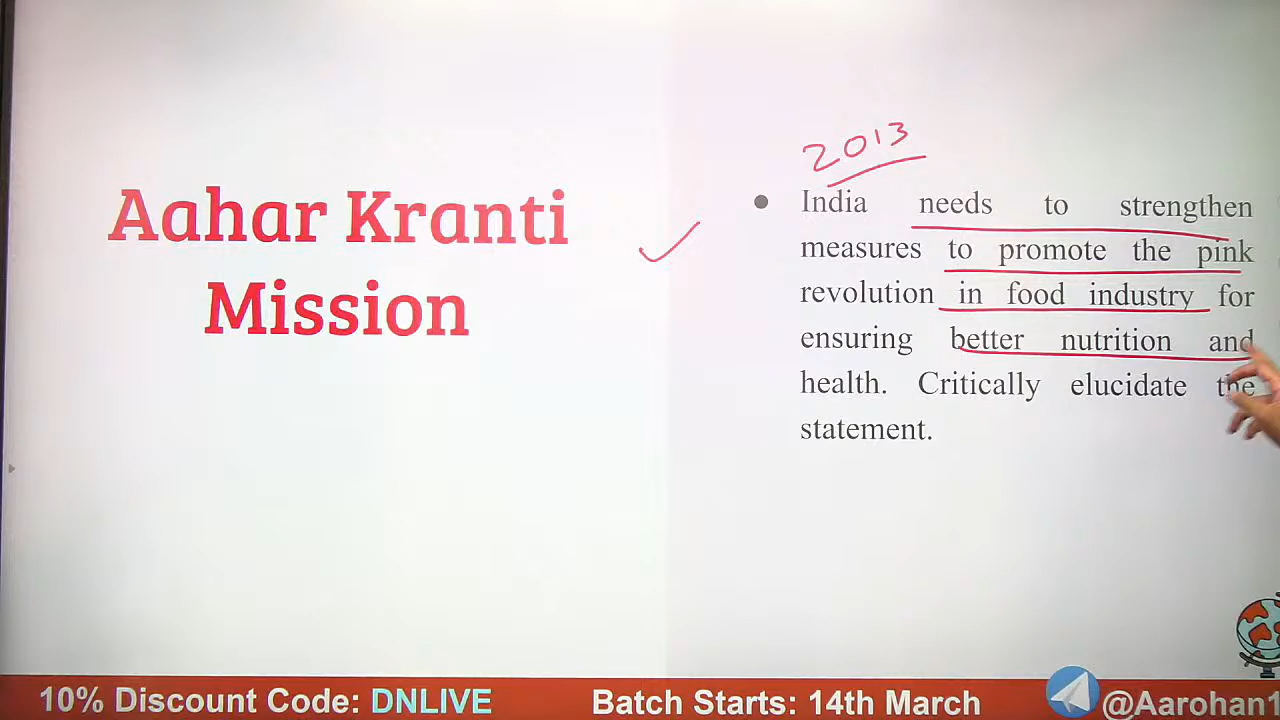 Aahar Kranti
Mission
2013
India needs to strengthen
measures to promote the pink
revolution in food industry for
ensuring better nutrition and
health. Critically elucidate the
statement.
10% Discount Code: DNLIVE
Batch Starts: 14th March
@Aarohan1